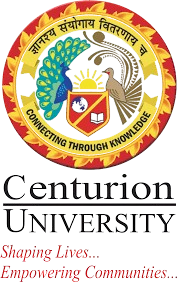 ज्ञानस्य संयोगाय वितरणाय च
CONNECTING THROUGH KNOWLEDGE
Centurion
UNIVERSITY
Shaping Lives...
Empowering Communities...